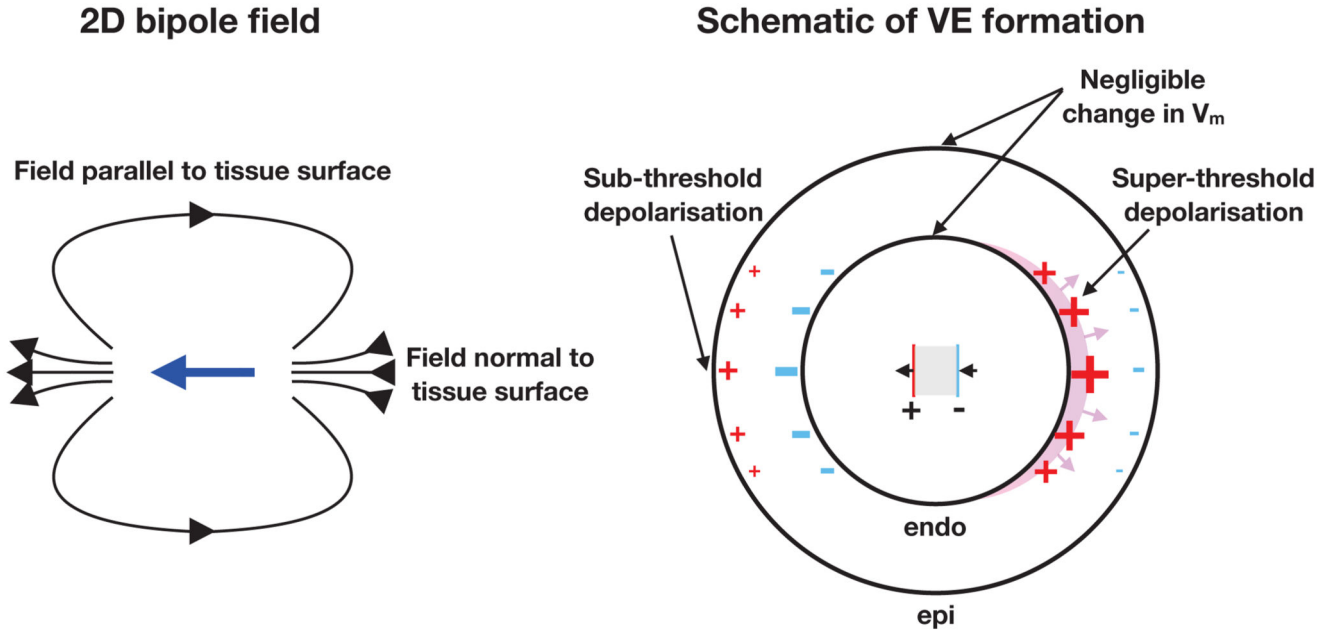 2D bipole field
Schematic of VE formation
Field parallel to tissue surface
Field normal to
tissue surface
Negligible
change in Vₘ
Sub-threshold
depolarisation
Super-threshold
depolarisation
+ -
endo
epi